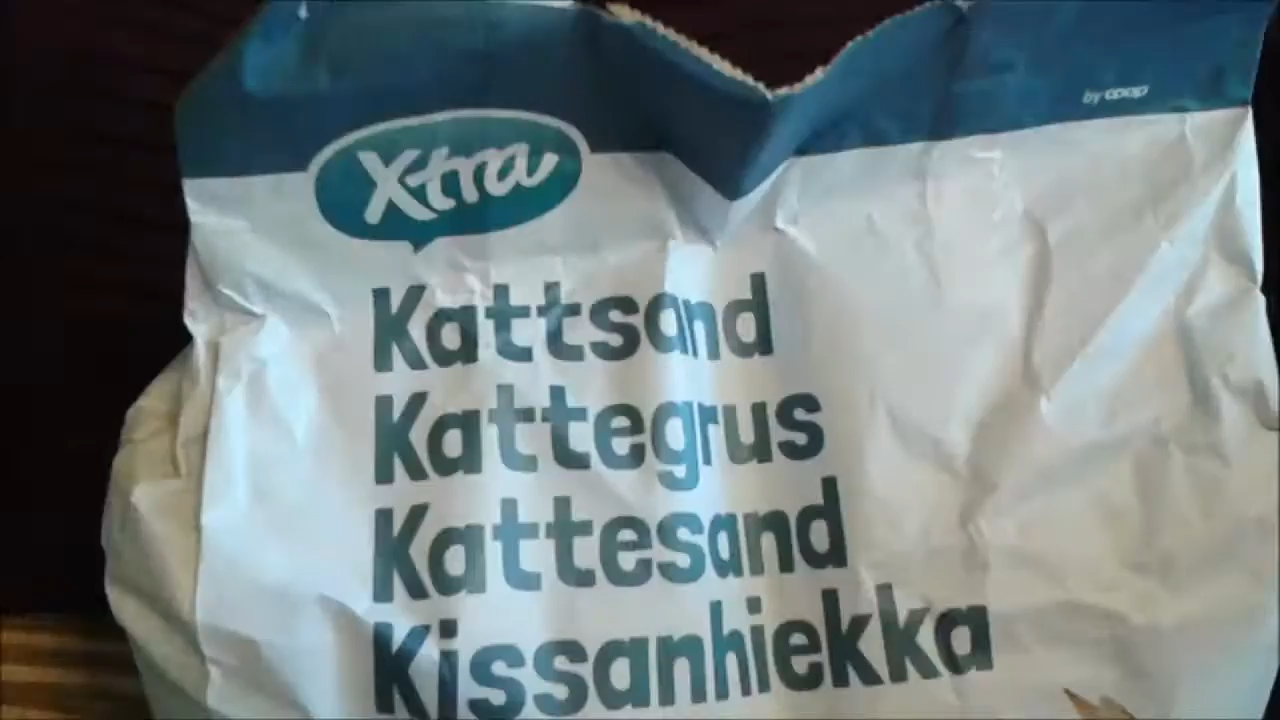 by coop
Xtra
Kattsand
Kattegrus
Kattesand
Kissanhiekka